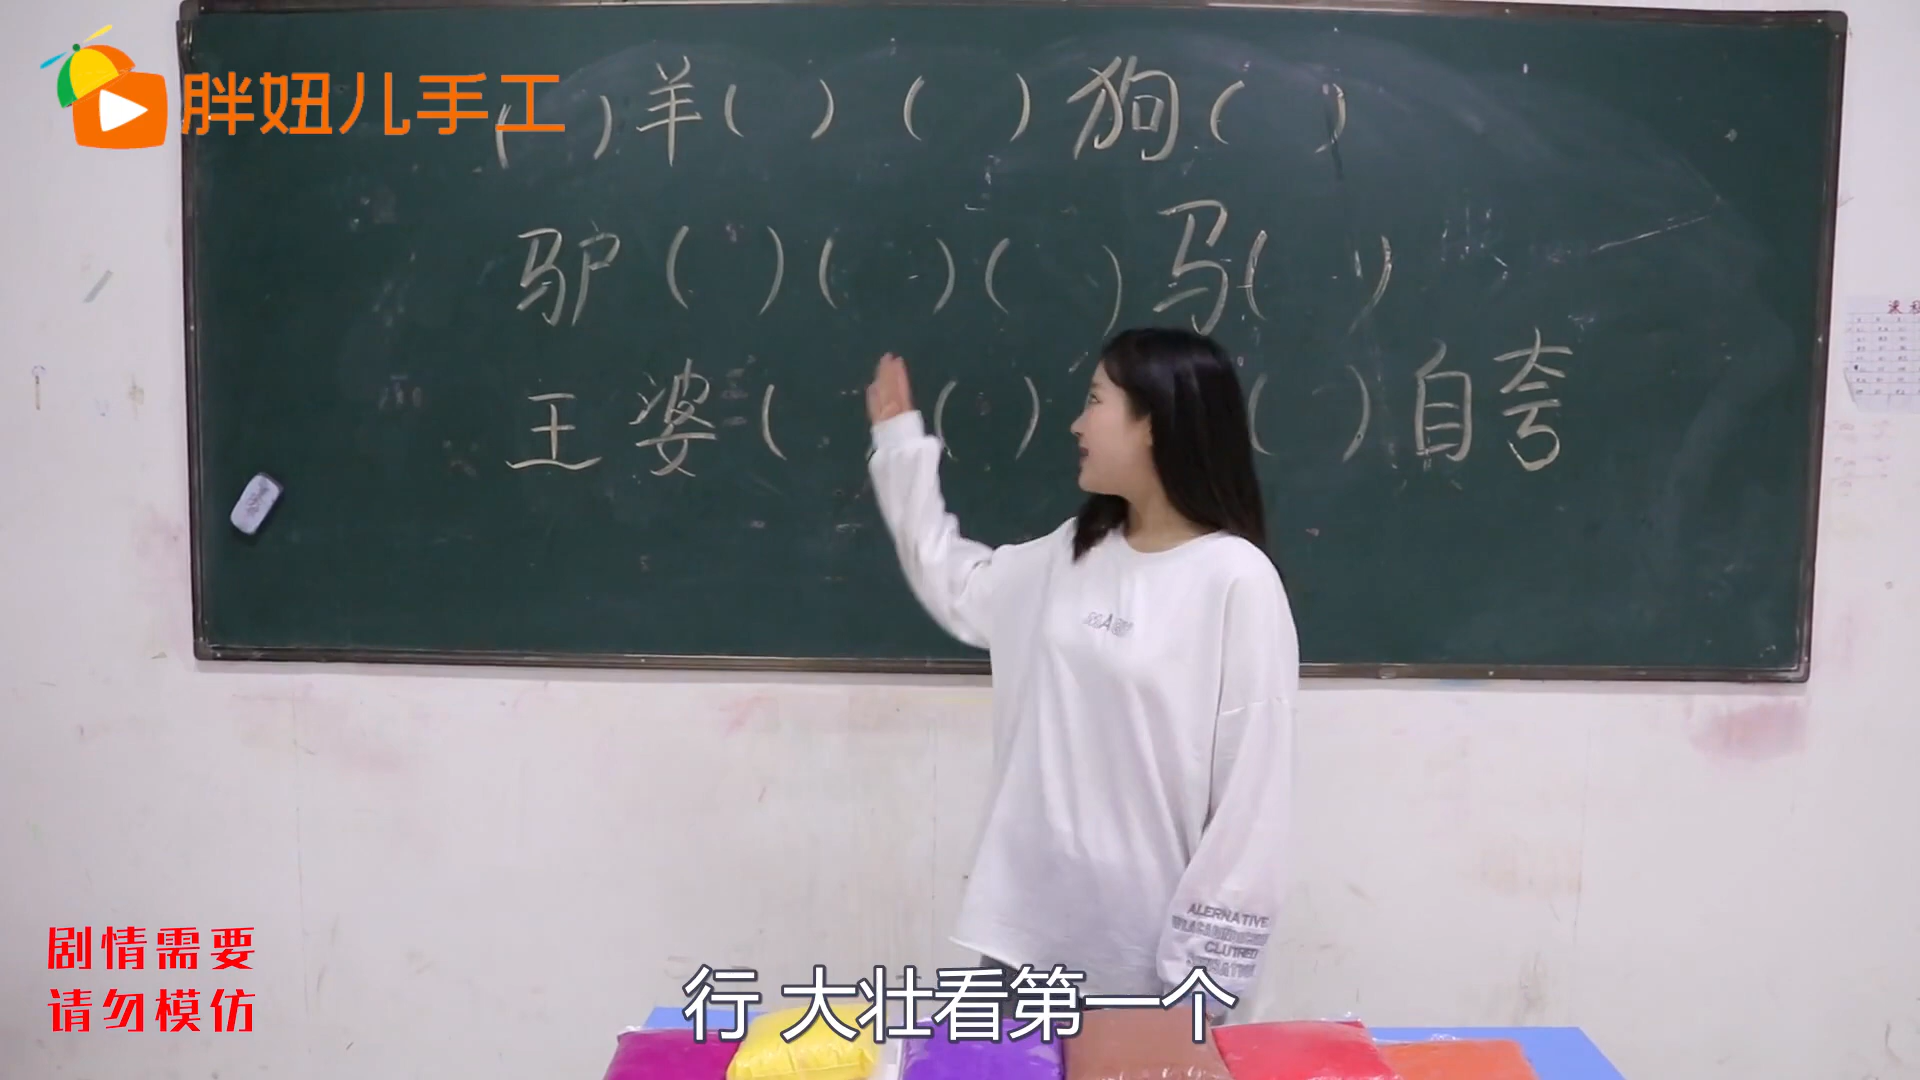 胖妞儿手工
( )羊( ) ( )狗( )
驴( )( )( )马( )
王婆( ( ) ( )自夸
ALERNATIVE
CLUTRED
剧情需要
请勿模仿
行 大壮看第一个